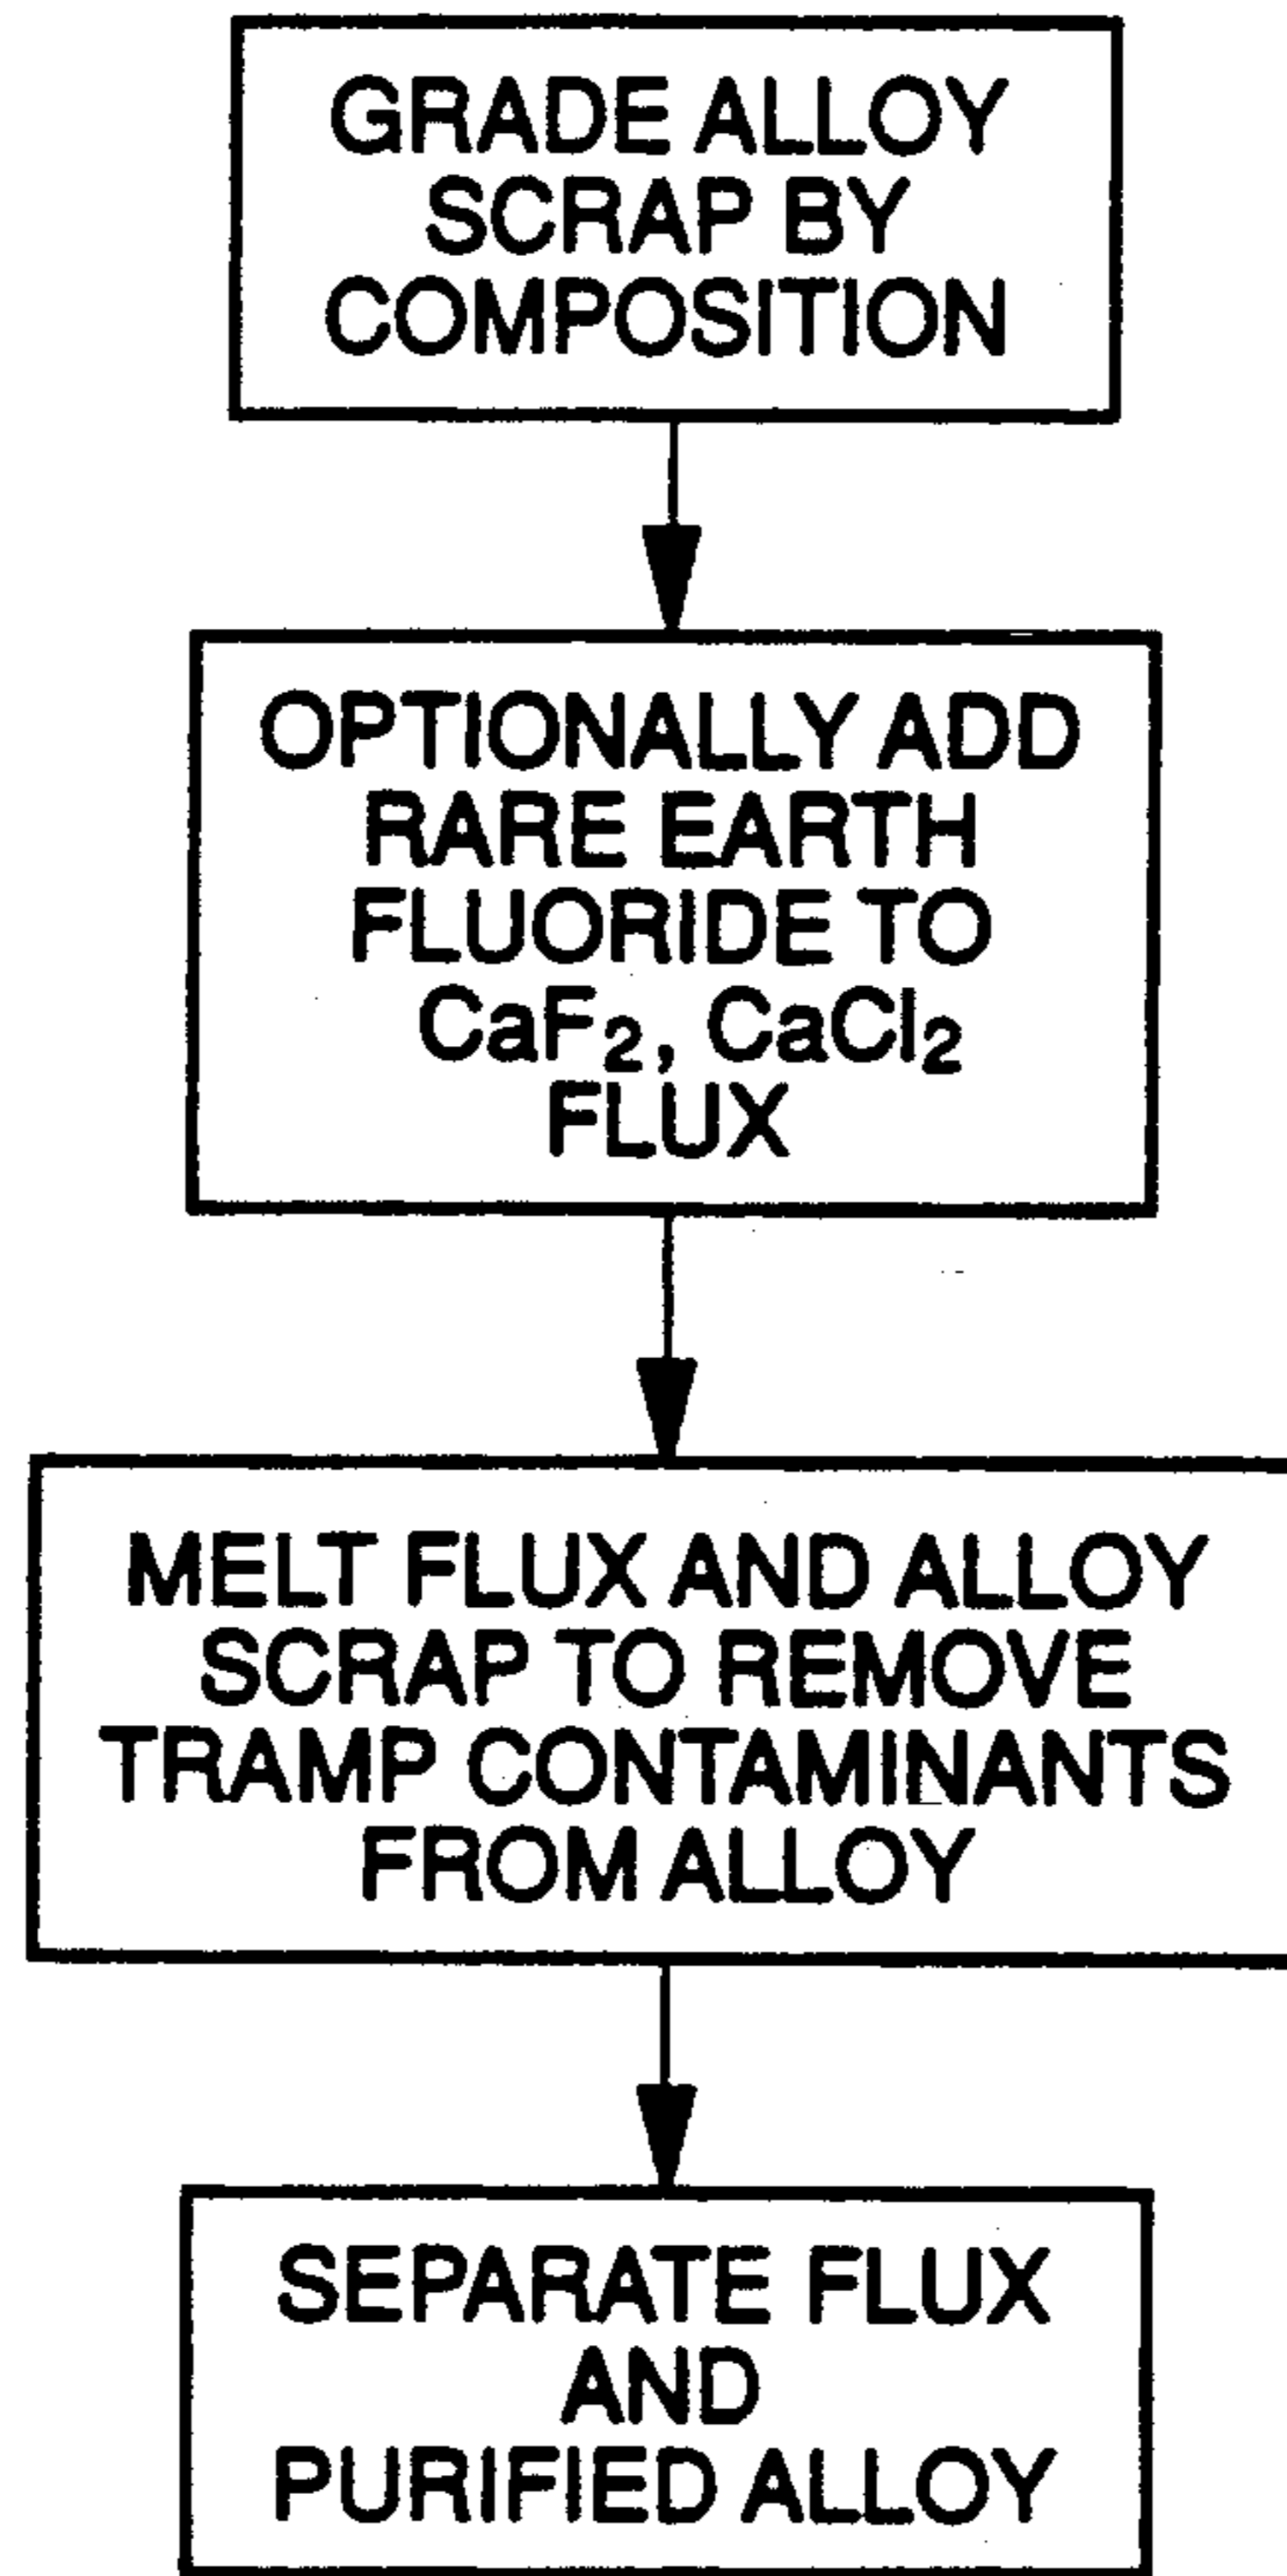 GRADE ALLOY
SCRAP BY
COMPOSITION
OPTIONALLY ADD
RARE EARTH
FLUORIDE TO
CaF₂, CaCl₂
FLUX
MELT FLUX AND ALLOY
SCRAP TO REMOVE
TRAMP CONTAMINANTS
FROM ALLOY
SEPARATE FLUX
AND
PURIFIED ALLOY